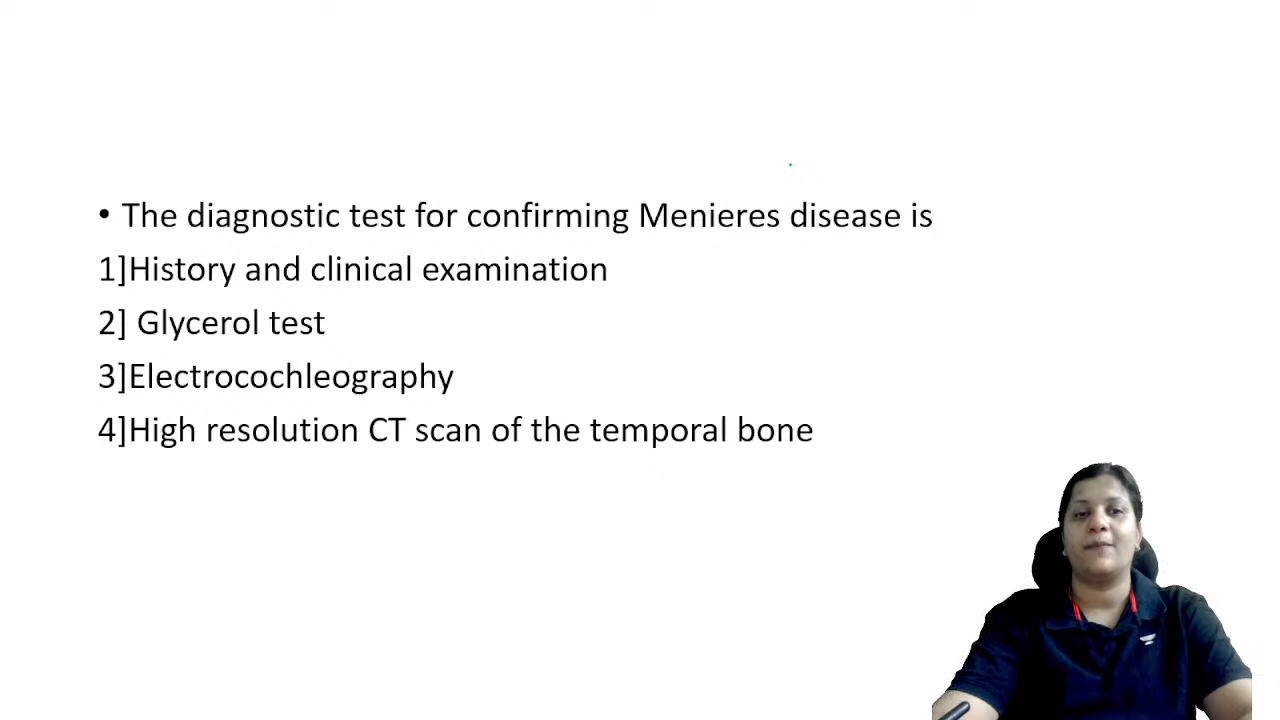 • The diagnostic test for confirming Menieres disease is
1]History and clinical examination
2] Glycerol test
3]Electrocochleography
4]High resolution CT scan of the temporal bone